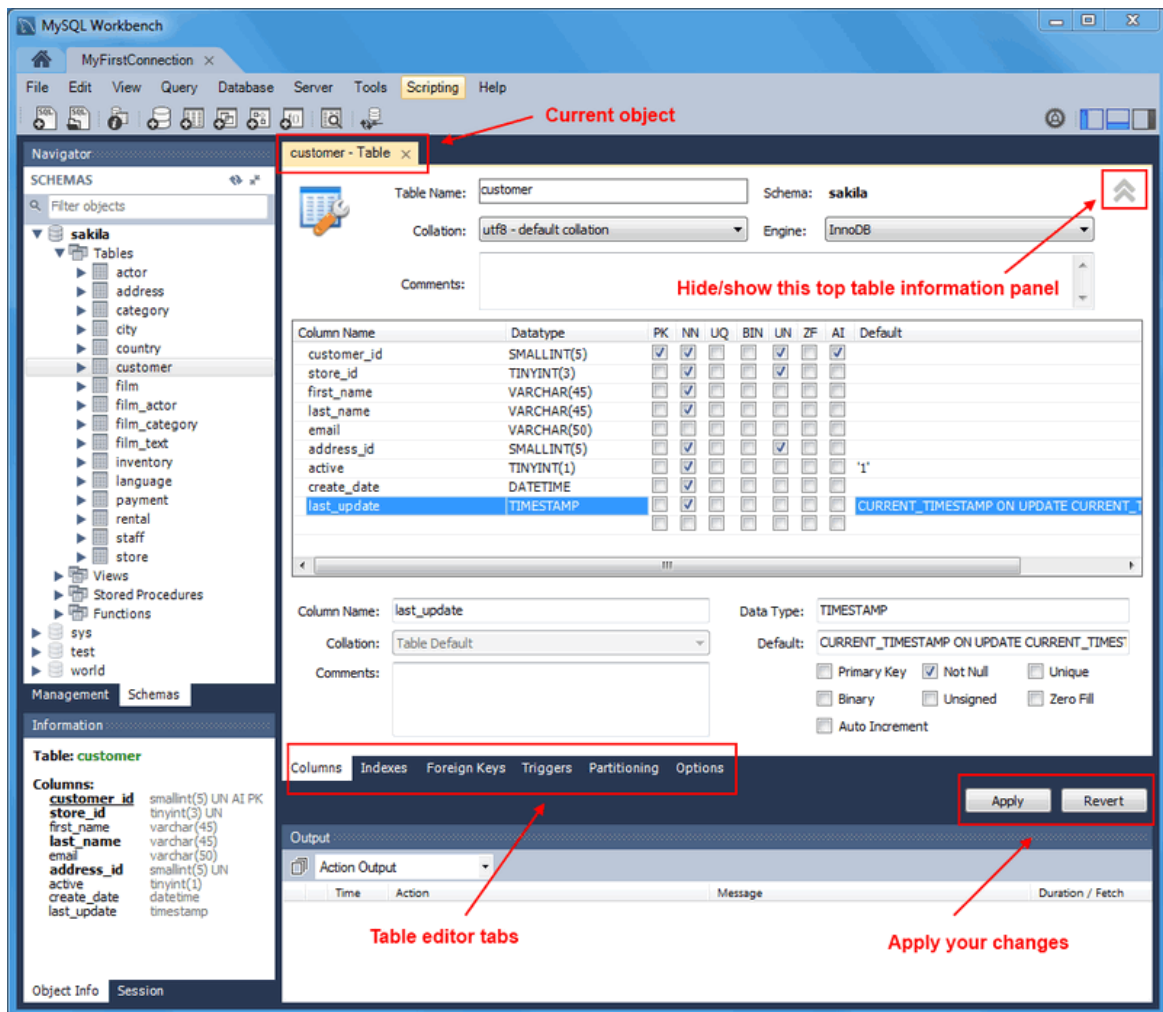 MySQL Workbench
MyFirstConnection ×
File Edit View Query Database Server Tools Scripting Help
Current object
Navigator
SCHEMAS
Filter objects
sakila
Tables
actor
address
category
city
country
customer
film
film_actor
film_category
film_text
inventory
language
payment
rental
staff
store
Views
Stored Procedures
Functions
sys
test
world
Management Schemas
Information
Table: customer
Columns:
customer_id smallint(5) UN AI PK
store_id tinyint(3) UN
first_name varchar(45)
last_name varchar(45)
email varchar(50)
address_id smallint(5) UN
active tinyint(1)
create_date datetime
last_update timestamp
Object Info Session
customer - Table ×
Table Name: customer Schema: sakila
Collation: utf8 - default collation Engine: InnoDB
Comments:
Hide/show this top table information panel
Column Name Datatype PK NN UQ BIN UN ZF AI Default
customer_id SMALLINT(5)
store_id TINYINT(3)
first_name VARCHAR(45)
last_name VARCHAR(45)
email VARCHAR(50)
address_id SMALLINT(5)
active TINYINT(1) '1'
create_date DATETIME
last_update TIMESTAMP CURRENT_TIMESTAMP ON UPDATE CURRENT_T
Column Name: last_update Data Type: TIMESTAMP
Collation: Table Default Default: CURRENT_TIMESTAMP ON UPDATE CURRENT_TIMES
Comments: Primary Key Not Null Unique
Binary Unsigned Zero Fill
Auto Increment
Columns Indexes Foreign Keys Triggers Partitioning Options
Apply Revert
Output
Action Output
Time Action Message Duration / Fetch
Table editor tabs
Apply your changes